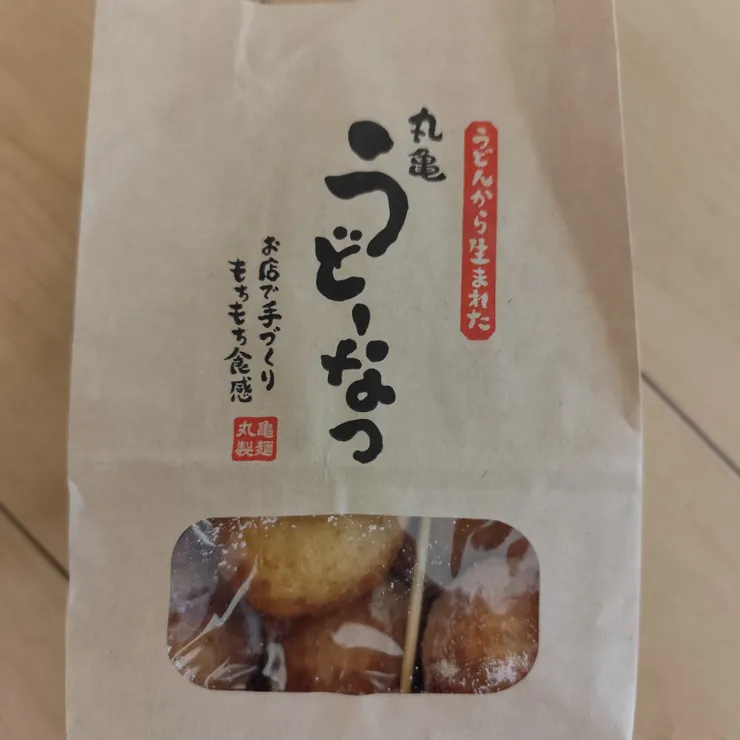 うどんから生まれた
丸亀
うどーなつ
お店で手づくり
もちもち食感
丸亀
製麺